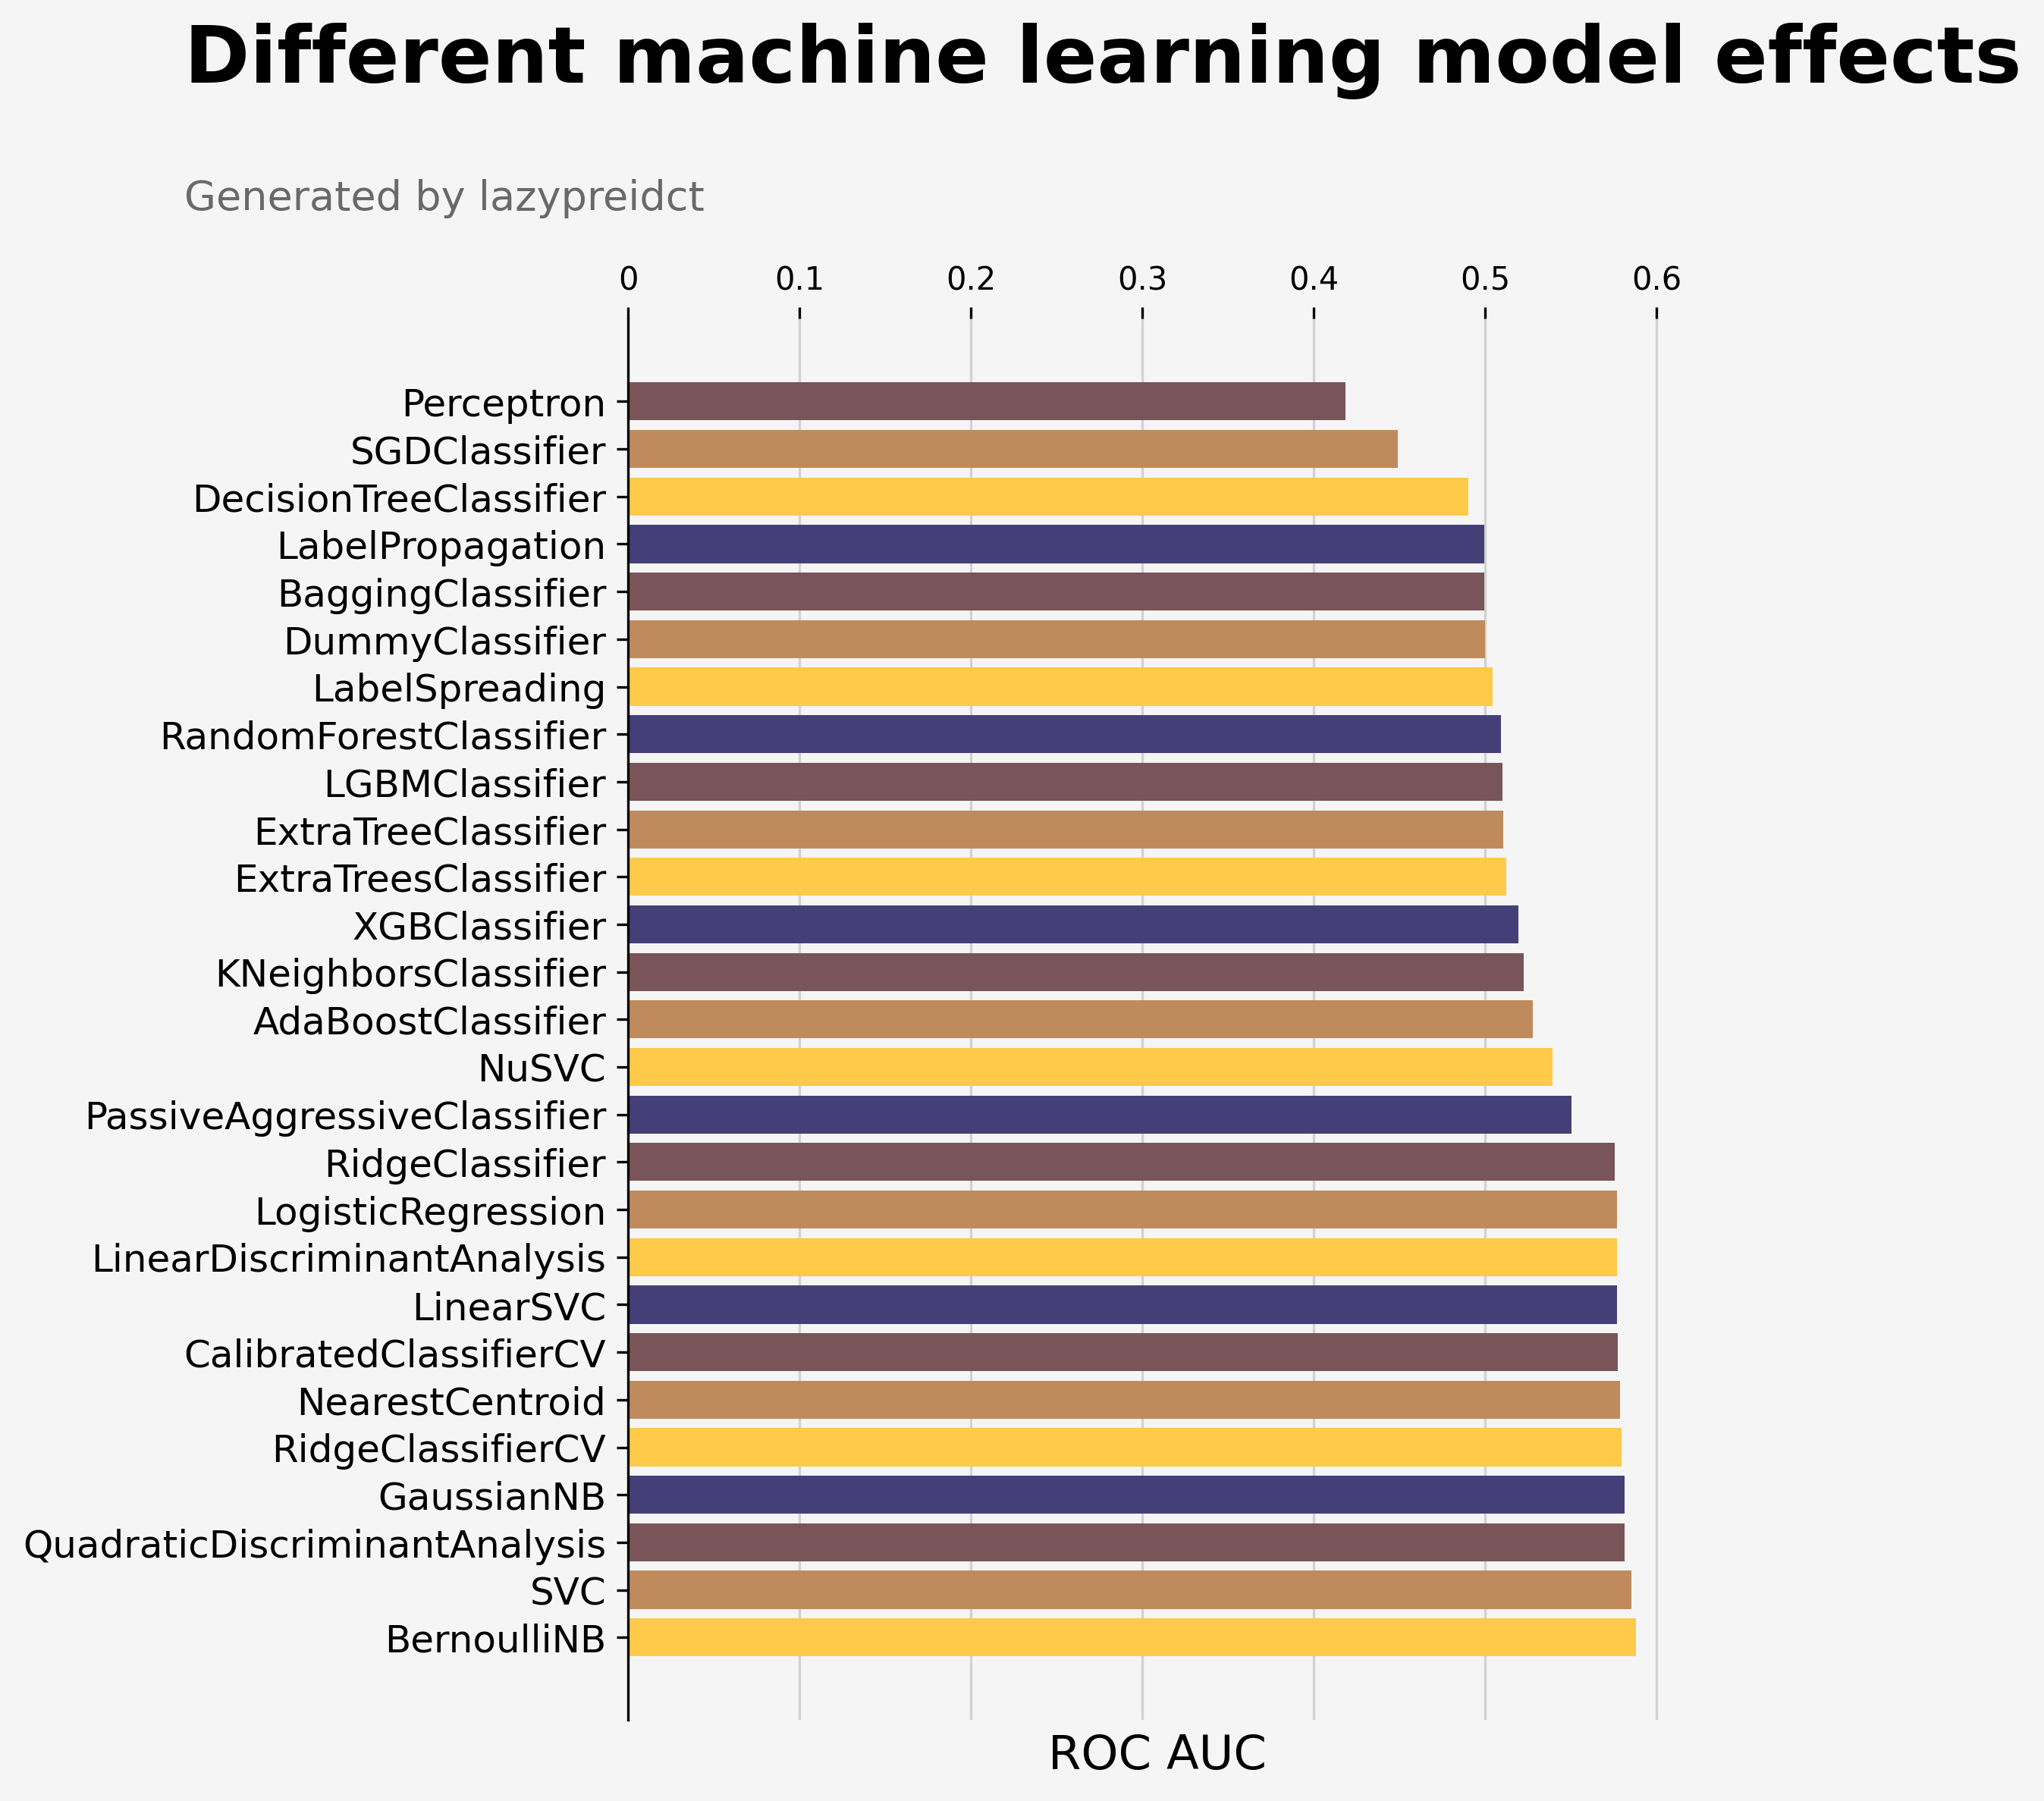 Different machine learning model effects
Generated by lazypreidct
0 0.1 0.2 0.3 0.4 0.5 0.6
Perceptron
SGDClassifier
DecisionTreeClassifier
LabelPropagation
BaggingClassifier
DummyClassifier
LabelSpreading
RandomForestClassifier
LGBMClassifier
ExtraTreeClassifier
ExtraTreesClassifier
XGBClassifier
KNeighborsClassifier
AdaBoostClassifier
NuSVC
PassiveAggressiveClassifier
RidgeClassifier
LogisticRegression
LinearDiscriminantAnalysis
LinearSVC
CalibratedClassifierCV
NearestCentroid
RidgeClassifierCV
GaussianNB
QuadraticDiscriminantAnalysis
SVC
BernoulliNB
ROC AUC